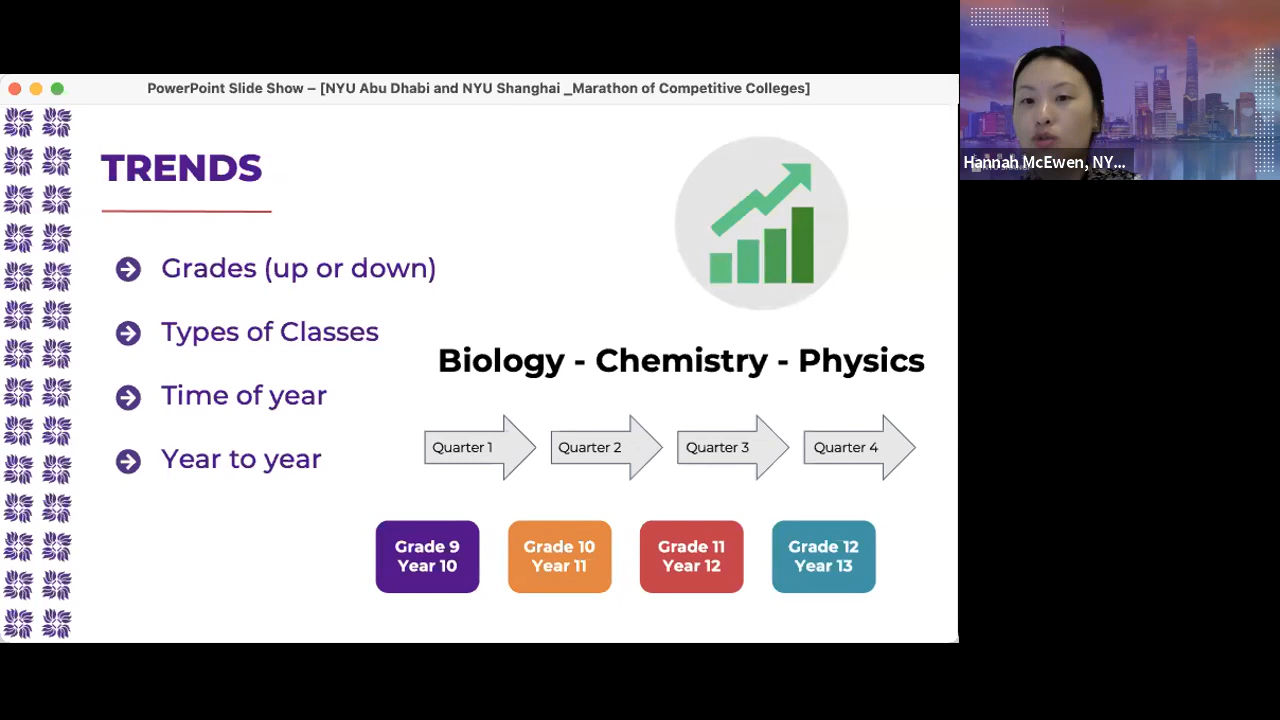 PowerPoint Slide Show – [NYU Abu Dhabi and NYU Shanghai _Marathon of Competitive Colleges]
TRENDS
Grades (up or down)
Types of Classes
Time of year
Year to year
Biology - Chemistry - Physics
Quarter 1
Quarter 2
Quarter 3
Quarter 4
Grade 9
Year 10
Grade 10
Year 11
Grade 11
Year 12
Grade 12
Year 13
Hannah McEwen, NY...